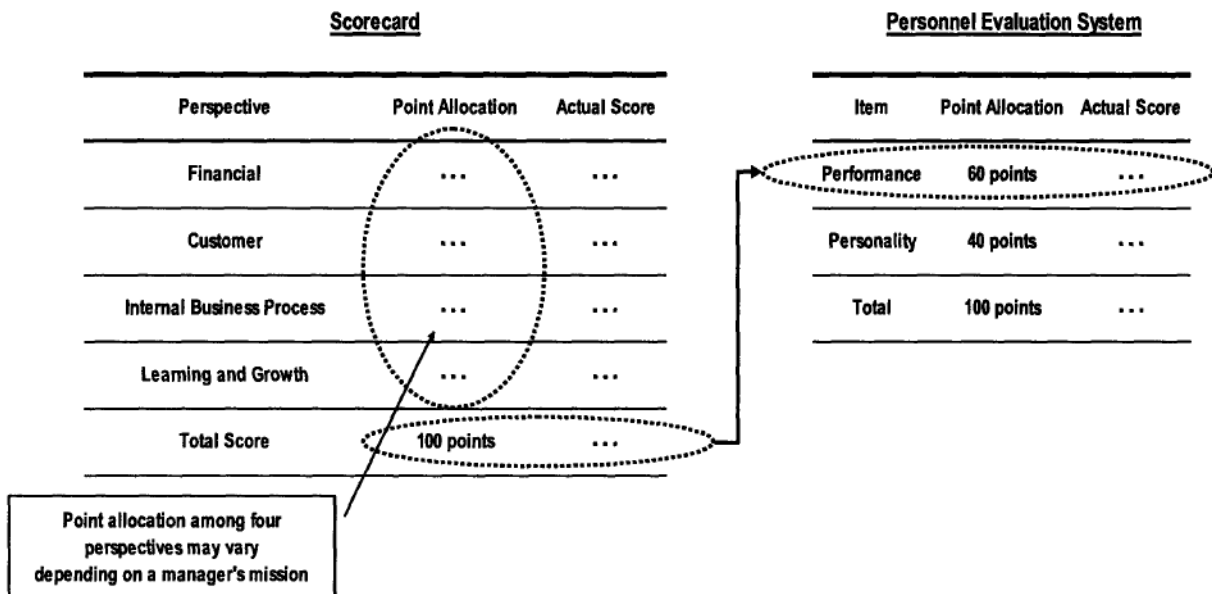 Scorecard
Perspective Point Allocation Actual Score
Financial ... ...
Customer ... ...
Internal Business Process ... ...
Learning and Growth ... ...
Total Score 100 points ...
Point allocation among four
perspectives may vary
depending on a manager's mission
Personnel Evaluation System
Item Point Allocation Actual Score
Performance 60 points ...
Personality 40 points ...
Total 100 points ...